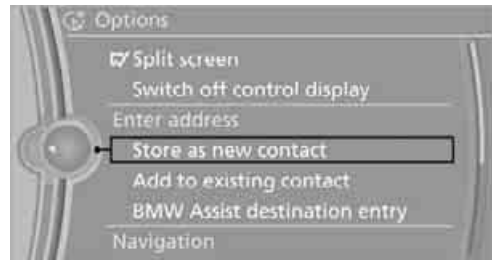 Options
Split screen
Switch off control display
Enter address
Store as new contact
Add to existing contact
BMW Assist destination entry
Navigation